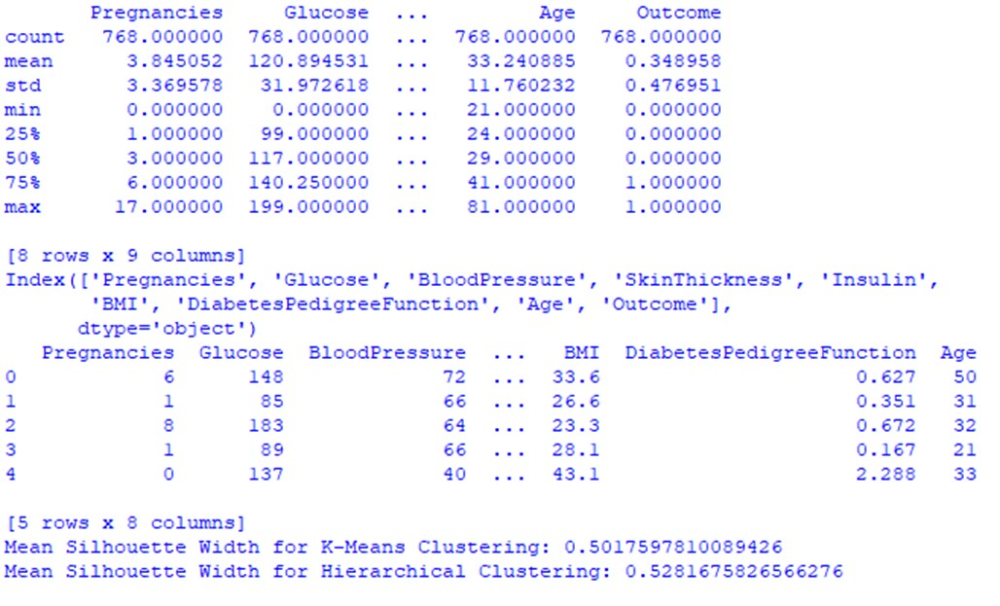 Pregnancies     Glucose  ...         Age     Outcome
count   768.000000  768.000000  ...  768.000000  768.000000
mean      3.845052  120.894531  ...   33.240885    0.348958
std       3.369578   31.972618  ...   11.760232    0.476951
min       0.000000    0.000000  ...   21.000000    0.000000
25%       1.000000   99.000000  ...   24.000000    0.000000
50%       3.000000  117.000000  ...   29.000000    0.000000
75%       6.000000  140.250000  ...   41.000000    1.000000
max      17.000000  199.000000  ...   81.000000    1.000000

[8 rows x 9 columns]
Index(['Pregnancies', 'Glucose', 'BloodPressure', 'SkinThickness', 'Insulin',
       'BMI', 'DiabetesPedigreeFunction', 'Age', 'Outcome'],
      dtype='object')
   Pregnancies  Glucose  BloodPressure  ...   BMI  DiabetesPedigreeFunction  Age
0            6      148             72  ...  33.6                     0.627   50
1            1       85             66  ...  26.6                     0.351   31
2            8      183             64  ...  23.3                     0.672   32
3            1       89             66  ...  28.1                     0.167   21
4            0      137             40  ...  43.1                     2.288   33

[5 rows x 8 columns]
Mean Silhouette Width for K-Means Clustering: 0.5017597810089426
Mean Silhouette Width for Hierarchical Clustering: 0.5281675826566276